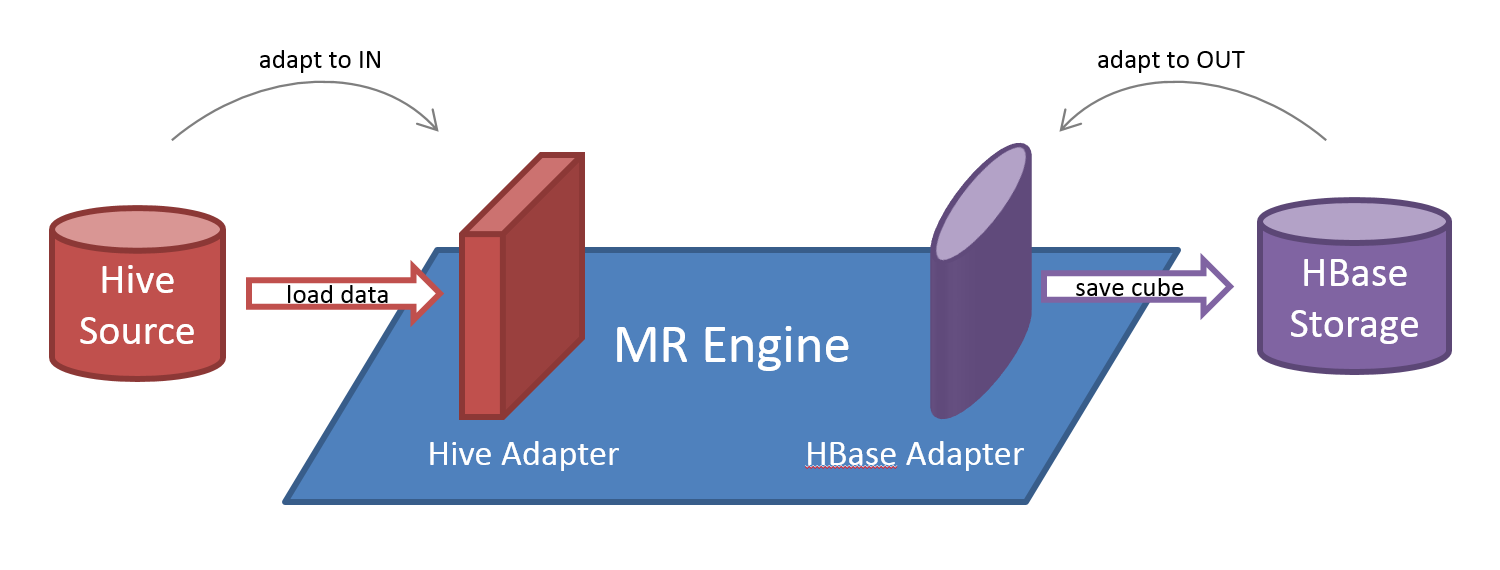 adapt to IN
adapt to OUT
Hive
Source
load data
MR Engine
save cube
HBase
Storage
Hive Adapter
HBase Adapter